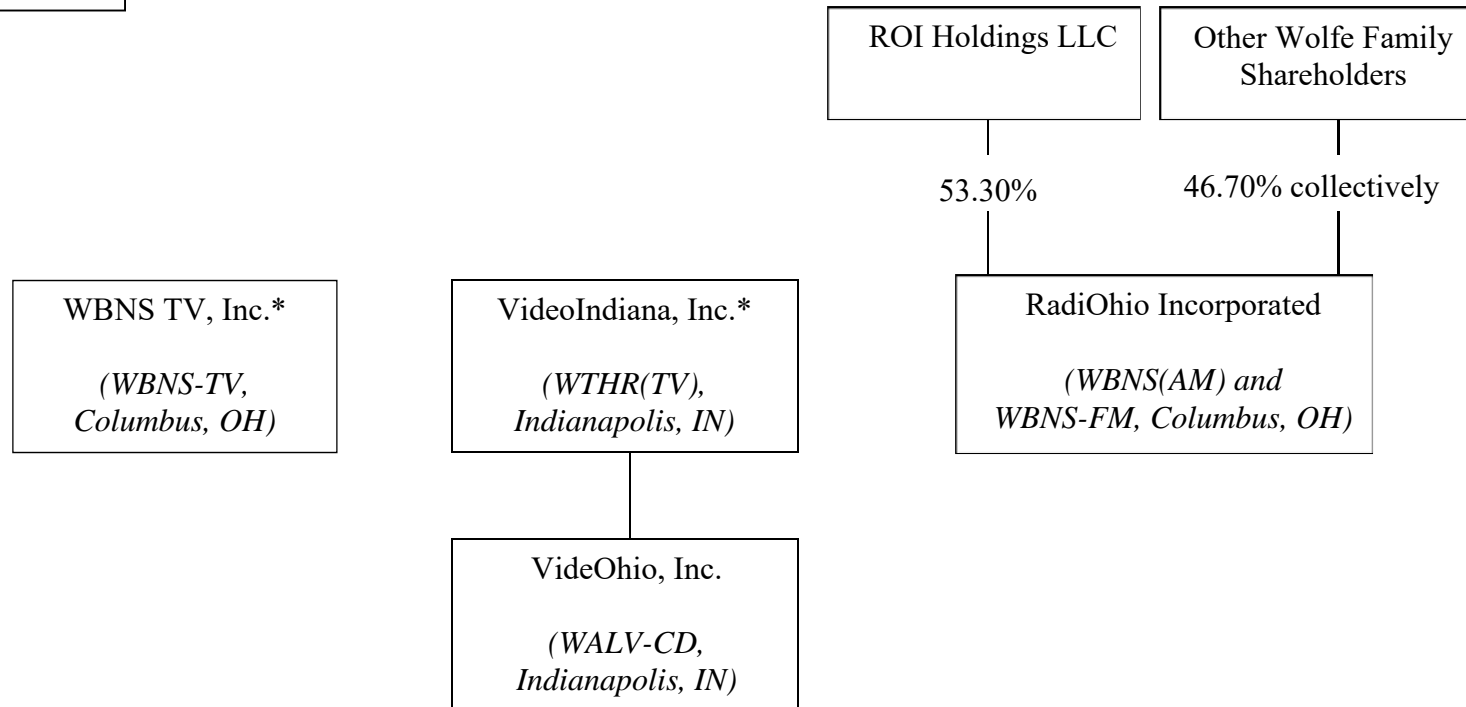 ROI Holdings LLC
Other Wolfe Family
Shareholders
53.30%
46.70% collectively
WBNS TV, Inc.*
(WBNS-TV,
Columbus, OH)
VideoIndiana, Inc.*
(WTHR(TV),
Indianapolis, IN)
RadiOhio Incorporated
(WBNS(AM) and
WBNS-FM, Columbus, OH)
VideOhio, Inc.
(WALV-CD,
Indianapolis, IN)